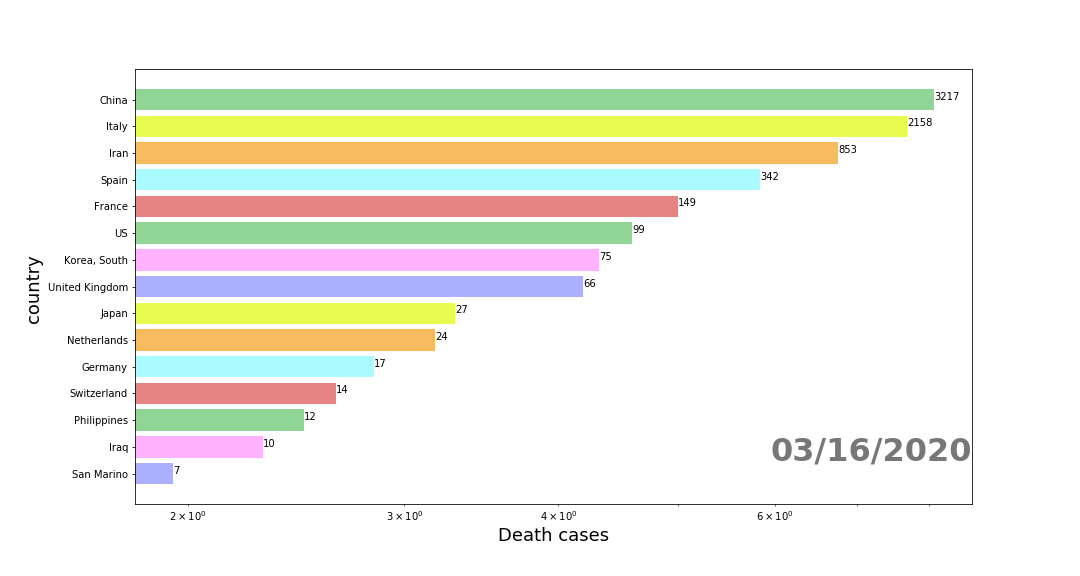 China 3217
Italy 2158
Iran 853
Spain 342
France 149
US 99
Korea, South 75
United Kingdom 66
Japan 27
Netherlands 24
Germany 17
Switzerland 14
Philippines 12
Iraq 10
San Marino 7
country
03/16/2020
2 × 10⁰ 3 × 10⁰ 4 × 10⁰ 6 × 10⁰
Death cases